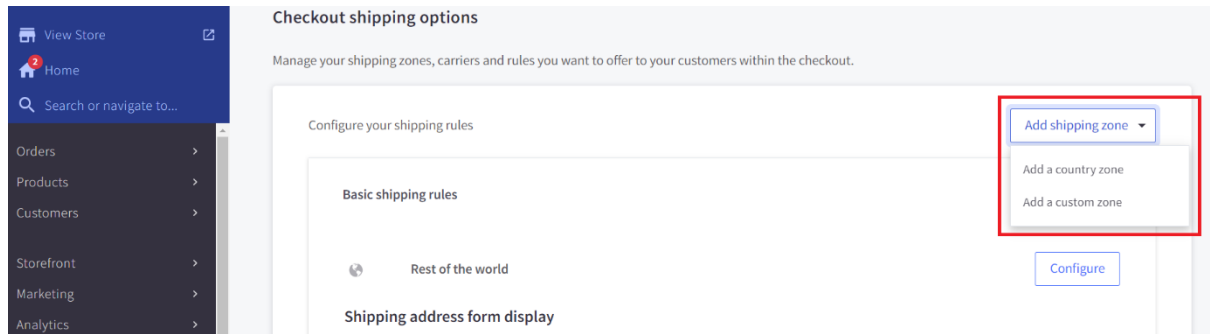 View Store
2
Home
Search or navigate to...
Orders
Products
Customers
Storefront
Marketing
Analytics
Checkout shipping options
Manage your shipping zones, carriers and rules you want to offer to your customers within the checkout.
Configure your shipping rules
Add shipping zone
Add a country zone
Add a custom zone
Basic shipping rules
Rest of the world
Configure
Shipping address form display